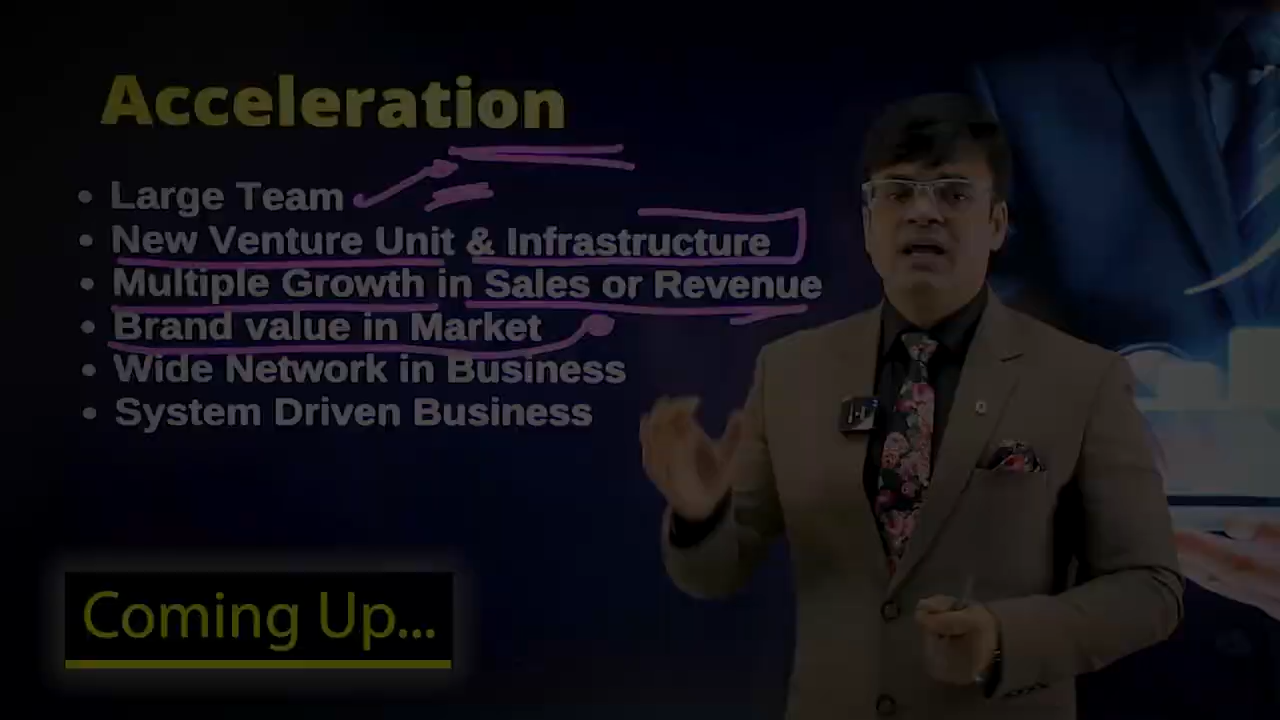 Acceleration
• Large Team
• New Venture Unit & Infrastructure
• Multiple Growth in Sales or Revenue
• Brand value in Market
• Wide Network in Business
• System Driven Business
Coming Up...